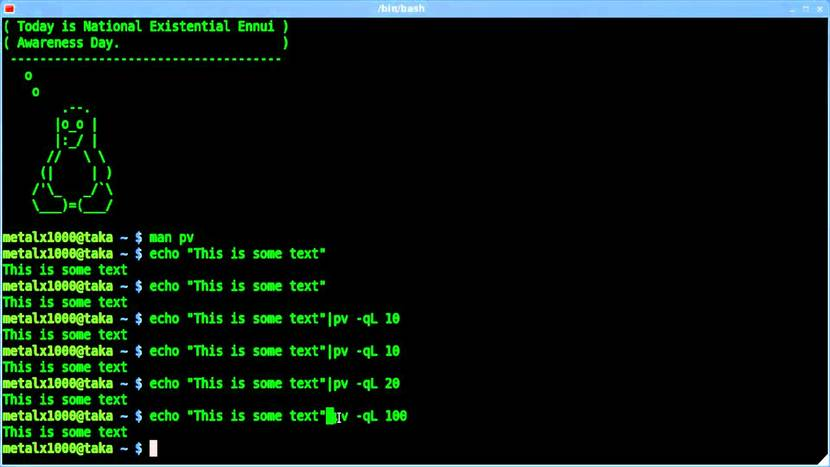 /bin/bash
( Today is National Existential Ennui )
( Awareness Day.                      )
 -------------------------------------
   o
    o
        .--.
       |o_o |
       |:_/ |
      //   \ \
     (|     | )
    /'\_   _/`\
    \___)=(___/
metalx1000@taka ~ $ man pv
metalx1000@taka ~ $ echo "This is some text"
This is some text
metalx1000@taka ~ $ echo "This is some text"
This is some text
metalx1000@taka ~ $ echo "This is some text"|pv -qL 10
This is some text
metalx1000@taka ~ $ echo "This is some text"|pv -qL 10
This is some text
metalx1000@taka ~ $ echo "This is some text"|pv -qL 20
This is some text
metalx1000@taka ~ $ echo "This is some text" pv -qL 100
This is some text
metalx1000@taka ~ $